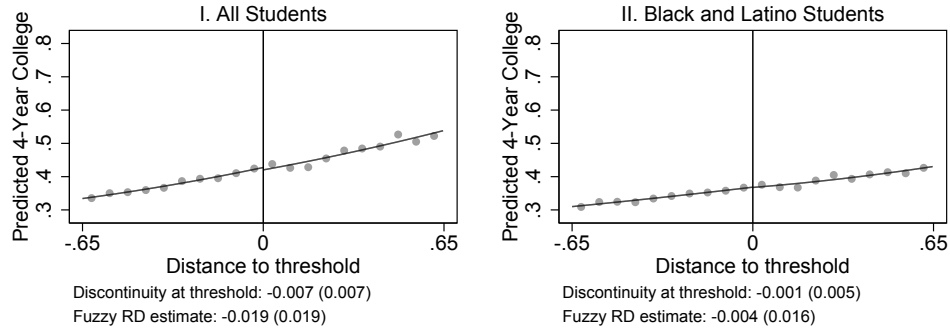 I. All Students
Predicted 4-Year College
.8
.7
.6
.5
.4
.3
-.65
0
.65
Distance to threshold
Discontinuity at threshold: -0.007 (0.007)
Fuzzy RD estimate: -0.019 (0.019)
II. Black and Latino Students
Predicted 4-Year College
.8
.7
.6
.5
.4
.3
-.65
0
.65
Distance to threshold
Discontinuity at threshold: -0.001 (0.005)
Fuzzy RD estimate: -0.004 (0.016)